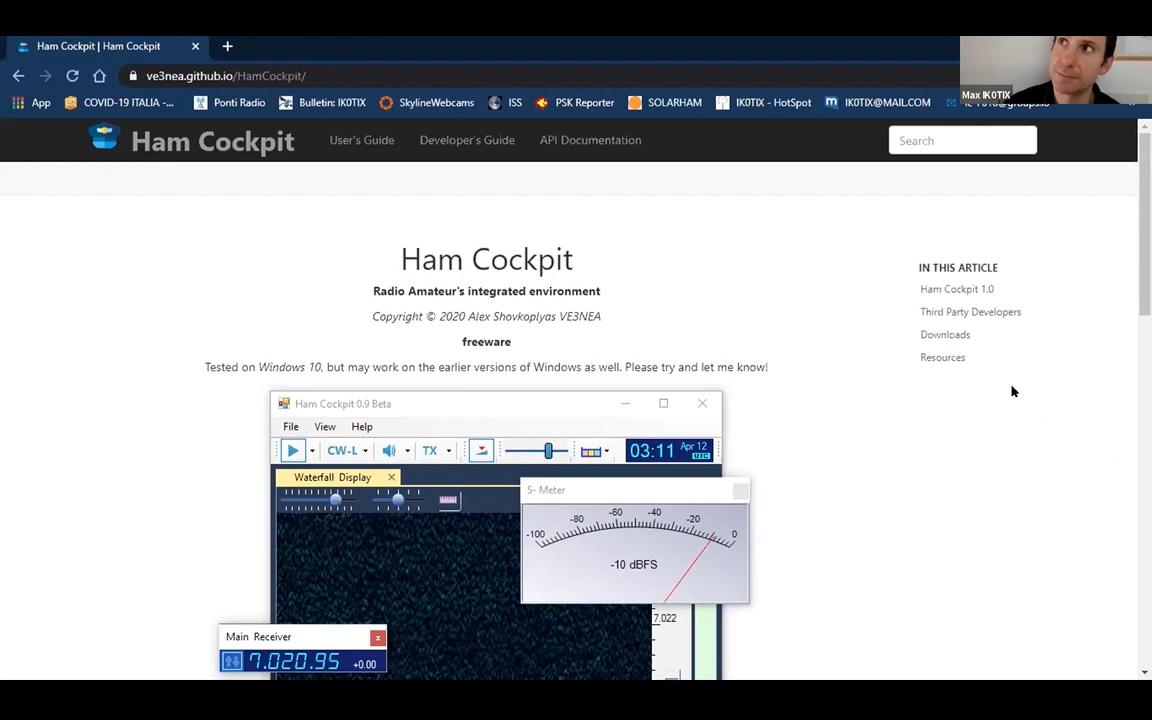 Ham Cockpit | Ham Cockpit
ve3nea.github.io/HamCockpit/
App COVID-19 ITALIA -... Ponti Radio Bulletin: IK0TIX SkylineWebcams ISS PSK Reporter SOLARHAM IK0TIX - HotSpot IK0TIX@MAIL.COM
Max IK0TIX
Ham Cockpit User's Guide Developer's Guide API Documentation Search
Ham Cockpit
Radio Amateur's integrated environment
Copyright © 2020 Alex Shovkoplyas VE3NEA
freeware
Tested on Windows 10, but may work on the earlier versions of Windows as well. Please try and let me know!
IN THIS ARTICLE
Ham Cockpit 1.0
Third Party Developers
Downloads
Resources
Ham Cockpit 0.9 Beta
File View Help
CW-L TX 03:11 Apr 12 UTC
Waterfall Display
S- Meter
-100 -80 -60 -40 -20 0
-10 dBFS
7.022
Main Receiver
7.020.95 +0.00